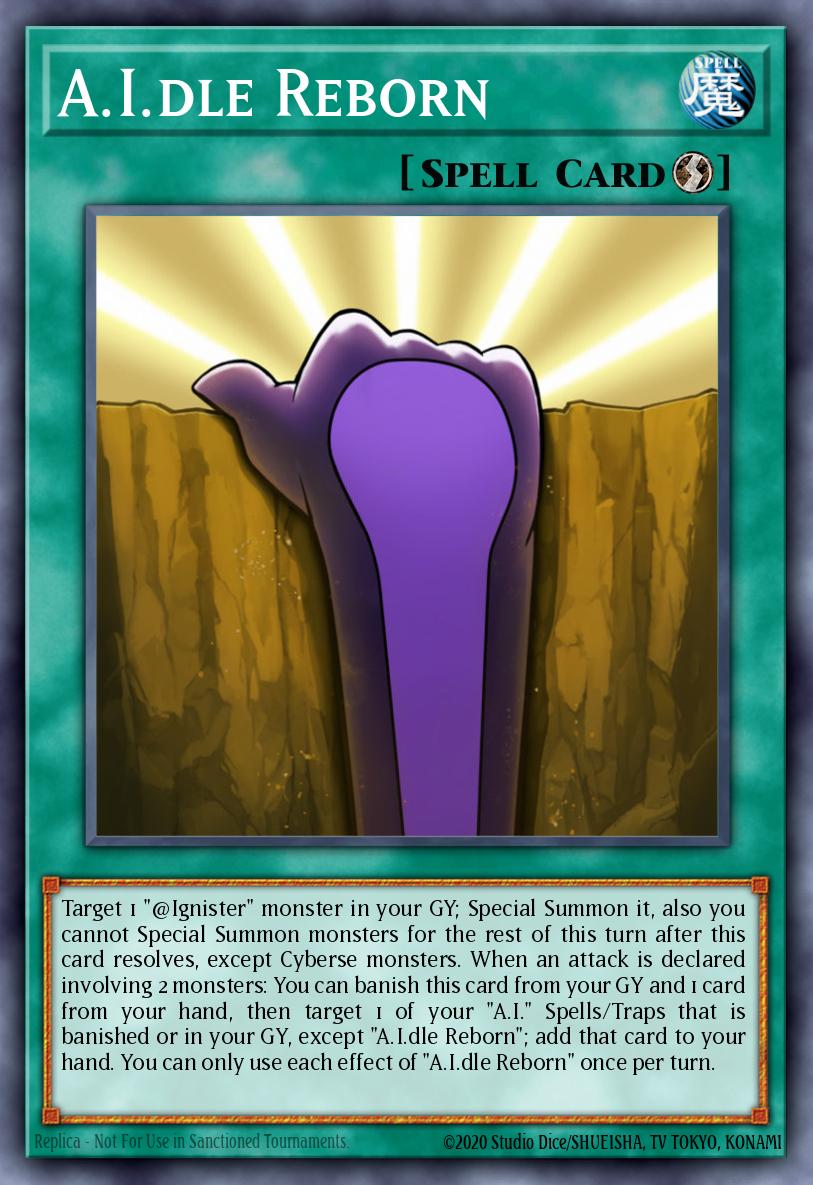 A.I.DLE REBORN
SPELL
魔
[SPELL CARD]
Target 1 "@Ignister" monster in your GY; Special Summon it, also you
cannot Special Summon monsters for the rest of this turn after this
card resolves, except Cyberse monsters. When an attack is declared
involving 2 monsters: You can banish this card from your GY and 1 card
from your hand, then target 1 of your "A.I." Spells/Traps that is
banished or in your GY, except "A.I.dle Reborn"; add that card to your
hand. You can only use each effect of "A.I.dle Reborn" once per turn.
Replica - Not For Use in Sanctioned Tournaments.
©2020 Studio Dice/SHUEISHA, TV TOKYO, KONAMI